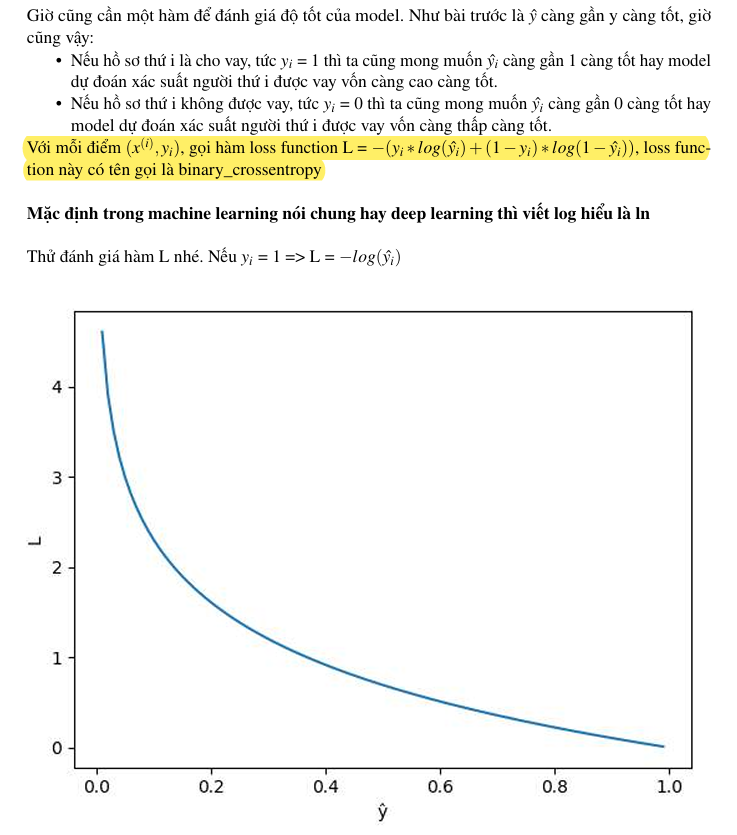 Giờ cũng cần một hàm để đánh giá độ tốt của model. Như bài trước là ŷ càng gần y càng tốt, giờ
cũng vậy:
• Nếu hồ sơ thứ i là cho vay, tức yᵢ = 1 thì ta cũng mong muốn ŷᵢ càng gần 1 càng tốt hay model
dự đoán xác suất người thứ i được vay vốn càng cao càng tốt.
• Nếu hồ sơ thứ i không được vay, tức yᵢ = 0 thì ta cũng mong muốn ŷᵢ càng gần 0 càng tốt hay
model dự đoán xác suất người thứ i được vay vốn càng thấp càng tốt.
Với mỗi điểm (x⁽ⁱ⁾, yᵢ), gọi hàm loss function L = −(yᵢ ∗ log(ŷᵢ) + (1 − yᵢ) ∗ log(1 − ŷᵢ)), loss func-
tion này có tên gọi là binary_crossentropy
Mặc định trong machine learning nói chung hay deep learning thì viết log hiểu là ln
Thử đánh giá hàm L nhé. Nếu yᵢ = 1 => L = −log(ŷᵢ)
4
3
L
2
1
0
0.0 0.2 0.4 0.6 0.8 1.0
ŷ